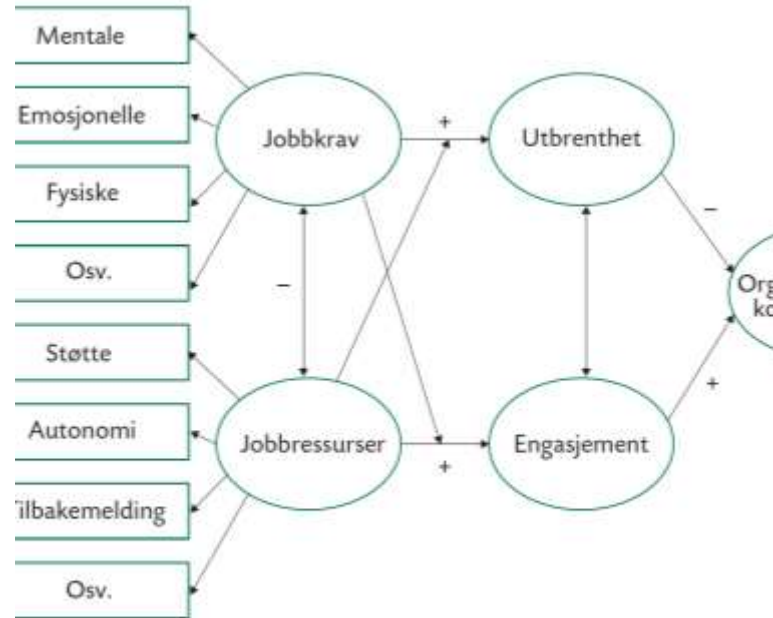 Mentale
Emosjonelle
Fysiske
Osv.
Støtte
Autonomi
ilbakemelding
Osv.
Jobbkrav
Jobbressurser
+
–
+
Utbrenthet
Engasjement
–
+
Org
ko